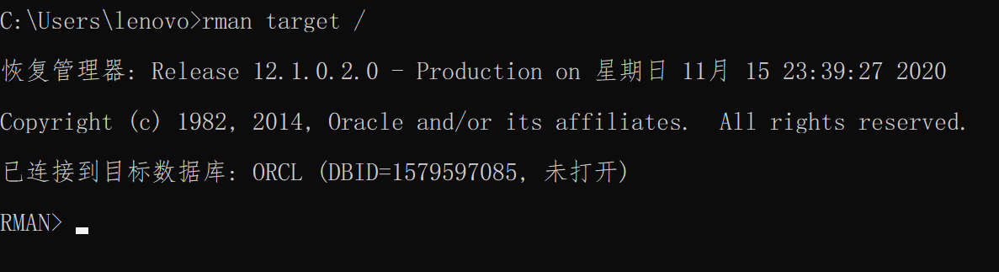 C:\Users\lenovo>rman target /
恢复管理器: Release 12.1.0.2.0 - Production on 星期日 11月 15 23:39:27 2020
Copyright (c) 1982, 2014, Oracle and/or its affiliates.  All rights reserved.
已连接到目标数据库: ORCL (DBID=1579597085, 未打开)
RMAN>